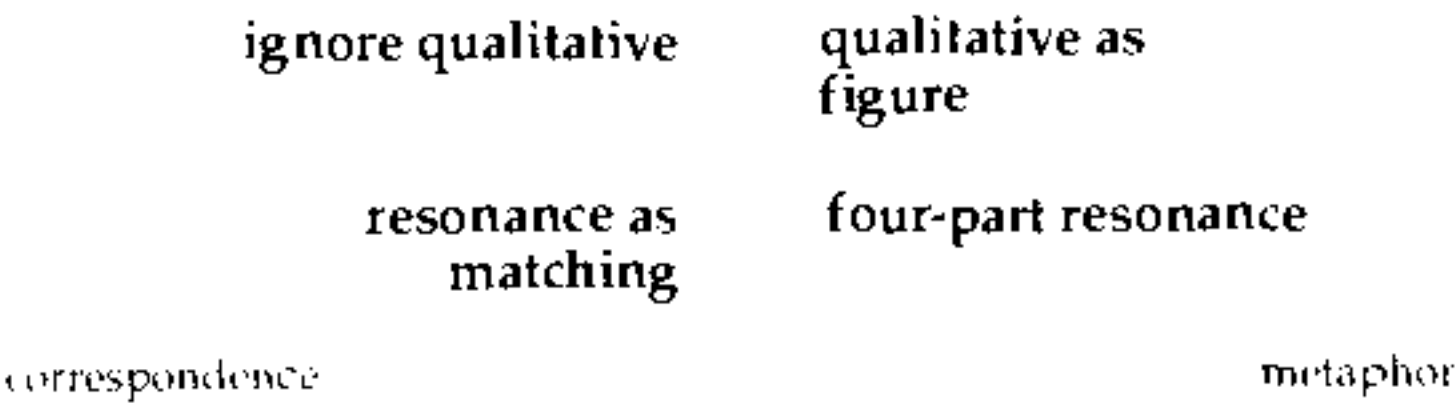 ignore qualitative
qualitative as
figure
resonance as
matching
four-part resonance
correspondence
metaphor